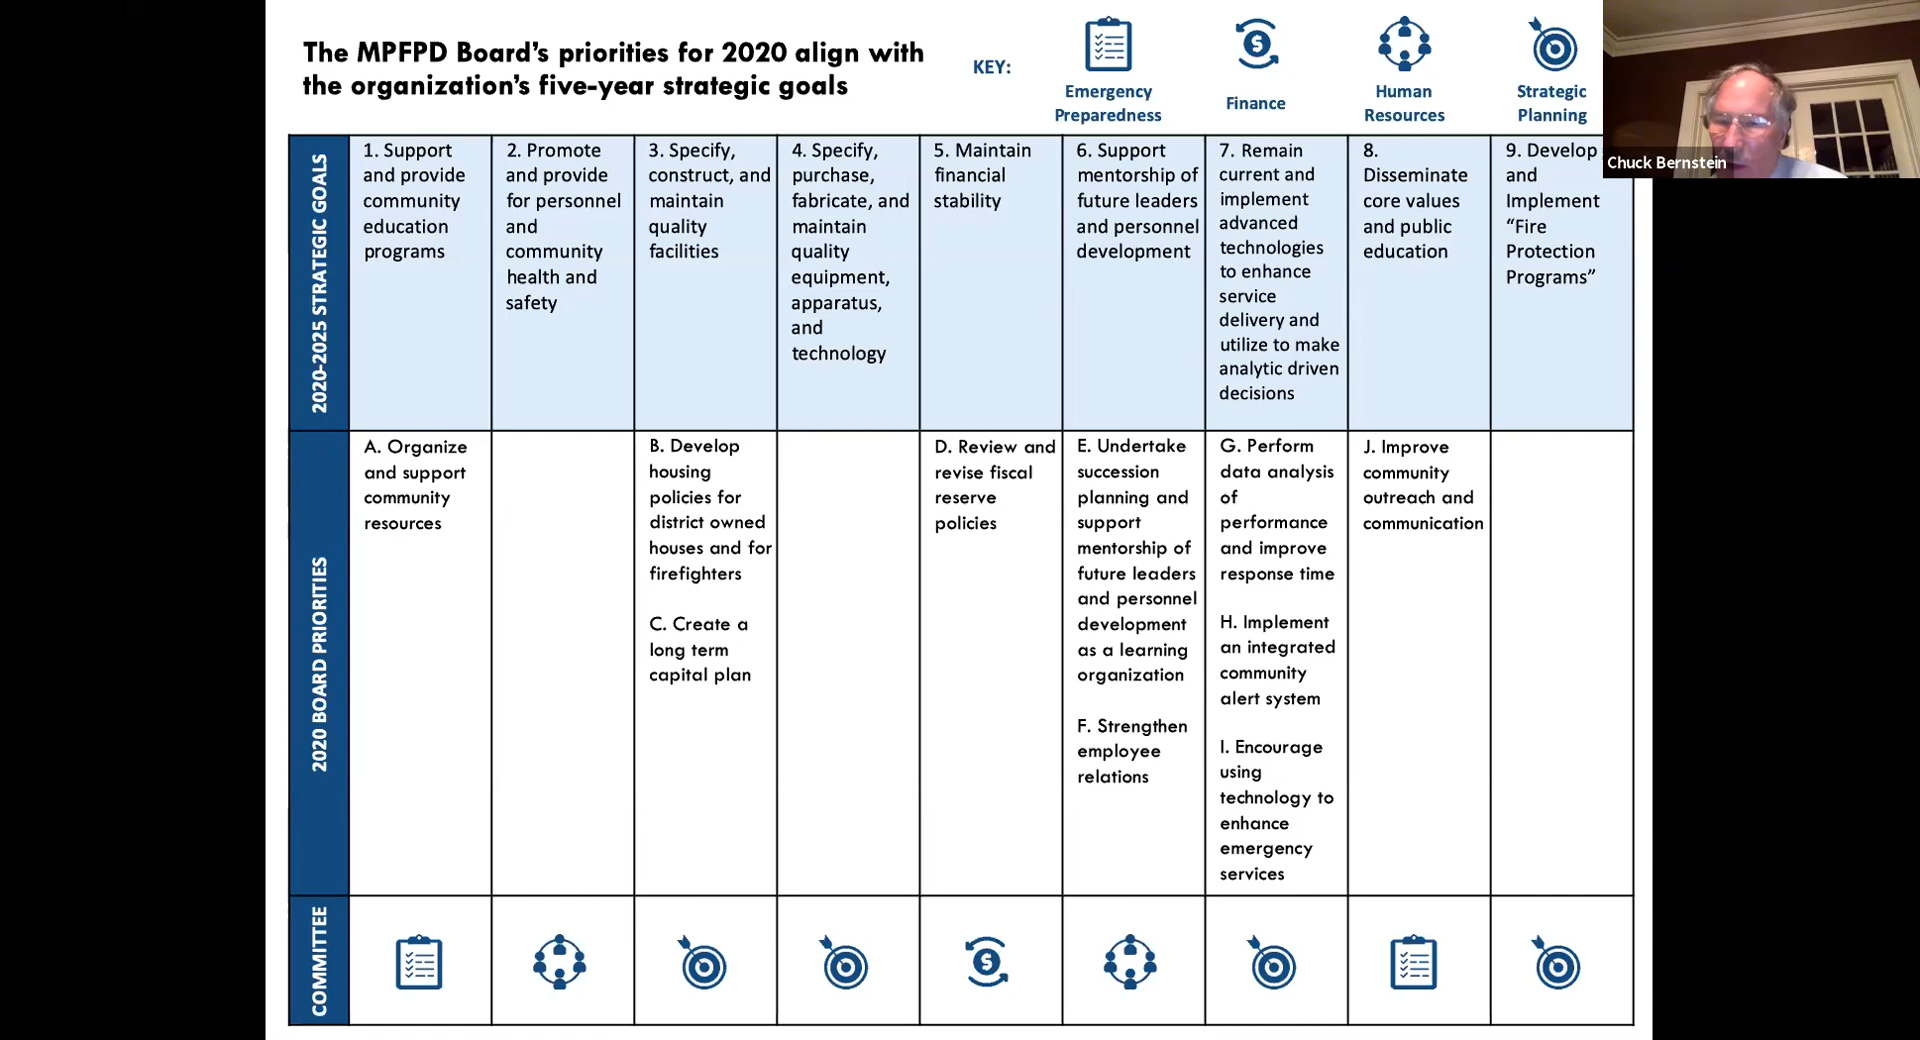 The MPFPD Board's priorities for 2020 align with
the organization's five-year strategic goals
KEY:
Emergency
Preparedness
Finance
Human
Resources
Strategic
Planning
Chuck Bernstein
2020-2025 STRATEGIC GOALS
1. Support
and provide
community
education
programs
2. Promote
and provide
for personnel
and
community
health and
safety
3. Specify,
construct, and
maintain
quality
facilities
4. Specify,
purchase,
fabricate, and
maintain
quality
equipment,
apparatus,
and
technology
5. Maintain
financial
stability
6. Support
mentorship of
future leaders
and personnel
development
7. Remain
current and
implement
advanced
technologies
to enhance
service
delivery and
utilize to make
analytic driven
decisions
8.
Disseminate
core values
and public
education
9. Develop
and
Implement
“Fire
Protection
Programs”
2020 BOARD PRIORITIES
A. Organize
and support
community
resources
B. Develop
housing
policies for
district owned
houses and for
firefighters
C. Create a
long term
capital plan
D. Review and
revise fiscal
reserve
policies
E. Undertake
succession
planning and
support
mentorship of
future leaders
and personnel
development
as a learning
organization
F. Strengthen
employee
relations
G. Perform
data analysis
of
performance
and improve
response time
H. Implement
an integrated
community
alert system
I. Encourage
using
technology to
enhance
emergency
services
J. Improve
community
outreach and
communication
COMMITTEE